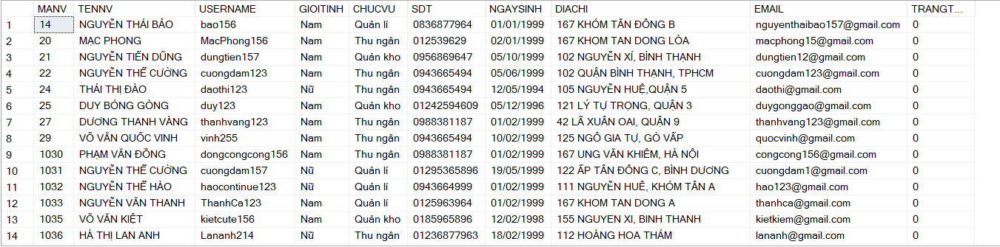 MANV TENNV USERNAME GIOITINH CHUCVU SDT NGAYSINH DIACHI EMAIL TRANGT...
1 14 NGUYỄN THÁI BẢO bao156 Nam Quản lí 0836877964 01/01/1999 167 KHÓM TÂN ĐÔNG B nguyenthaibao157@gmail.com 0
2 20 MẠC PHONG MacPhong156 Nam Thu ngân 012539629 02/01/1999 167 KHOM TAN DONG LÒA macphong15@gmail.com 0
3 21 NGUYỄN TIẾN DŨNG dungtien157 Nam Quản kho 0956869647 05/10/1999 102 NGUYỄN XÍ, BÌNH THẠNH dungtien12@gmail.com 0
4 22 NGUYỄN THẾ CƯỜNG cuongdam123 Nam Thu ngân 0943665494 05/06/1999 102 QUẬN BÌNH THẠNH, TPHCM cuongdam123@gmail.com 0
5 24 THÁI THỊ ĐÀO daothi123 Nữ Thu ngân 0943665494 12/05/1994 105 NGUYỄN HUỆ,QUẬN 5 daothi@gmail.com 0
6 25 DUY BÓNG GÒNG duy123 Nam Quản kho 01242594609 05/12/1996 121 LÝ TỰ TRỌNG, QUẬN 3 duygonggao@gmail.com 0
7 27 DƯƠNG THANH VÀNG thanhvang123 Nam Thu ngân 0988381187 01/02/1999 42 LÃ XUÂN OAI, QUẬN 9 thanhvang123@gmail.com 0
8 29 VÕ VĂN QUỐC VINH vinh255 Nam Thu ngân 0943665494 10/02/1999 125 NGÔ GIA TỰ, GÒ VẤP quocvinh@gmail.com 0
9 1030 PHẠM VĂN ĐỒNG dongcongcong156 Nam Thu ngân 0988381187 01/02/1999 167 UNG VĂN KHIÊM, HÀ NỘI congcong156@gmail.com 0
10 1031 NGUYỄN THẾ CƯỜNG cuongdam157 Nữ Quản lí 01295365896 19/05/1999 122 ẤP TÂN ĐÔNG C, BÌNH DƯƠNG cuongdam1@gmail.com 0
11 1032 NGUYỄN THẾ HÀO haocontinue123 Nữ Quản lí 0943664999 01/02/1999 111 NGUYỄN HUÊ, KHÓM TÂN A hao123@gmail.com 0
12 1033 NGUYỄN VĂN THANH ThanhCa123 Nam Quản lí 0125963964 01/02/1999 167 KHOM TAN DONG A thanhca@gmail.com 0
13 1035 VÕ VĂN KIỆT kietcute156 Nam Quản kho 0185965896 12/02/1998 155 NGUYEN XI, BINH THANH kietkiem@gmail.com 0
14 1036 HÀ THỊ LAN ANH Lananh214 Nữ Thu ngân 01236877963 18/02/1999 112 HOÀNG HOA THÁM lananh@gmail.com 0